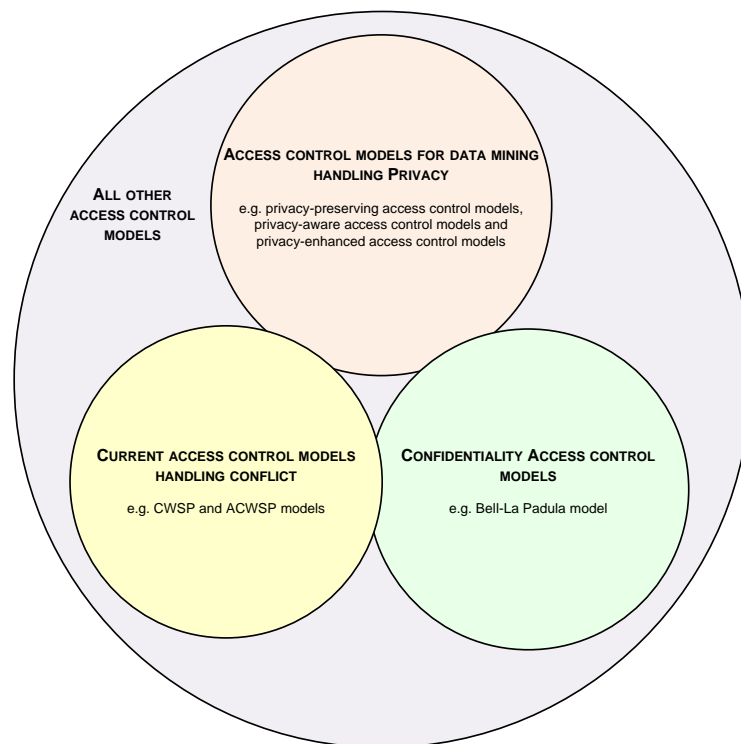 ACCESS CONTROL MODELS FOR DATA MINING
HANDLING PRIVACY
e.g. privacy-preserving access control models,
privacy-aware access control models and
privacy-enhanced access control models
ALL OTHER
ACCESS CONTROL
MODELS
CURRENT ACCESS CONTROL MODELS
HANDLING CONFLICT
e.g. CWSP and ACWSP models
CONFIDENTIALITY ACCESS CONTROL
MODELS
e.g. Bell-La Padula model